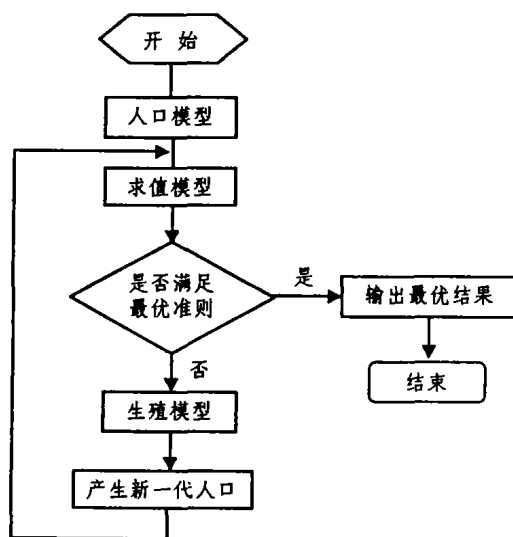 开始
人口模型
求值模型
是否满足
最优准则
是
输出最优结果
结束
否
生殖模型
产生新一代人口